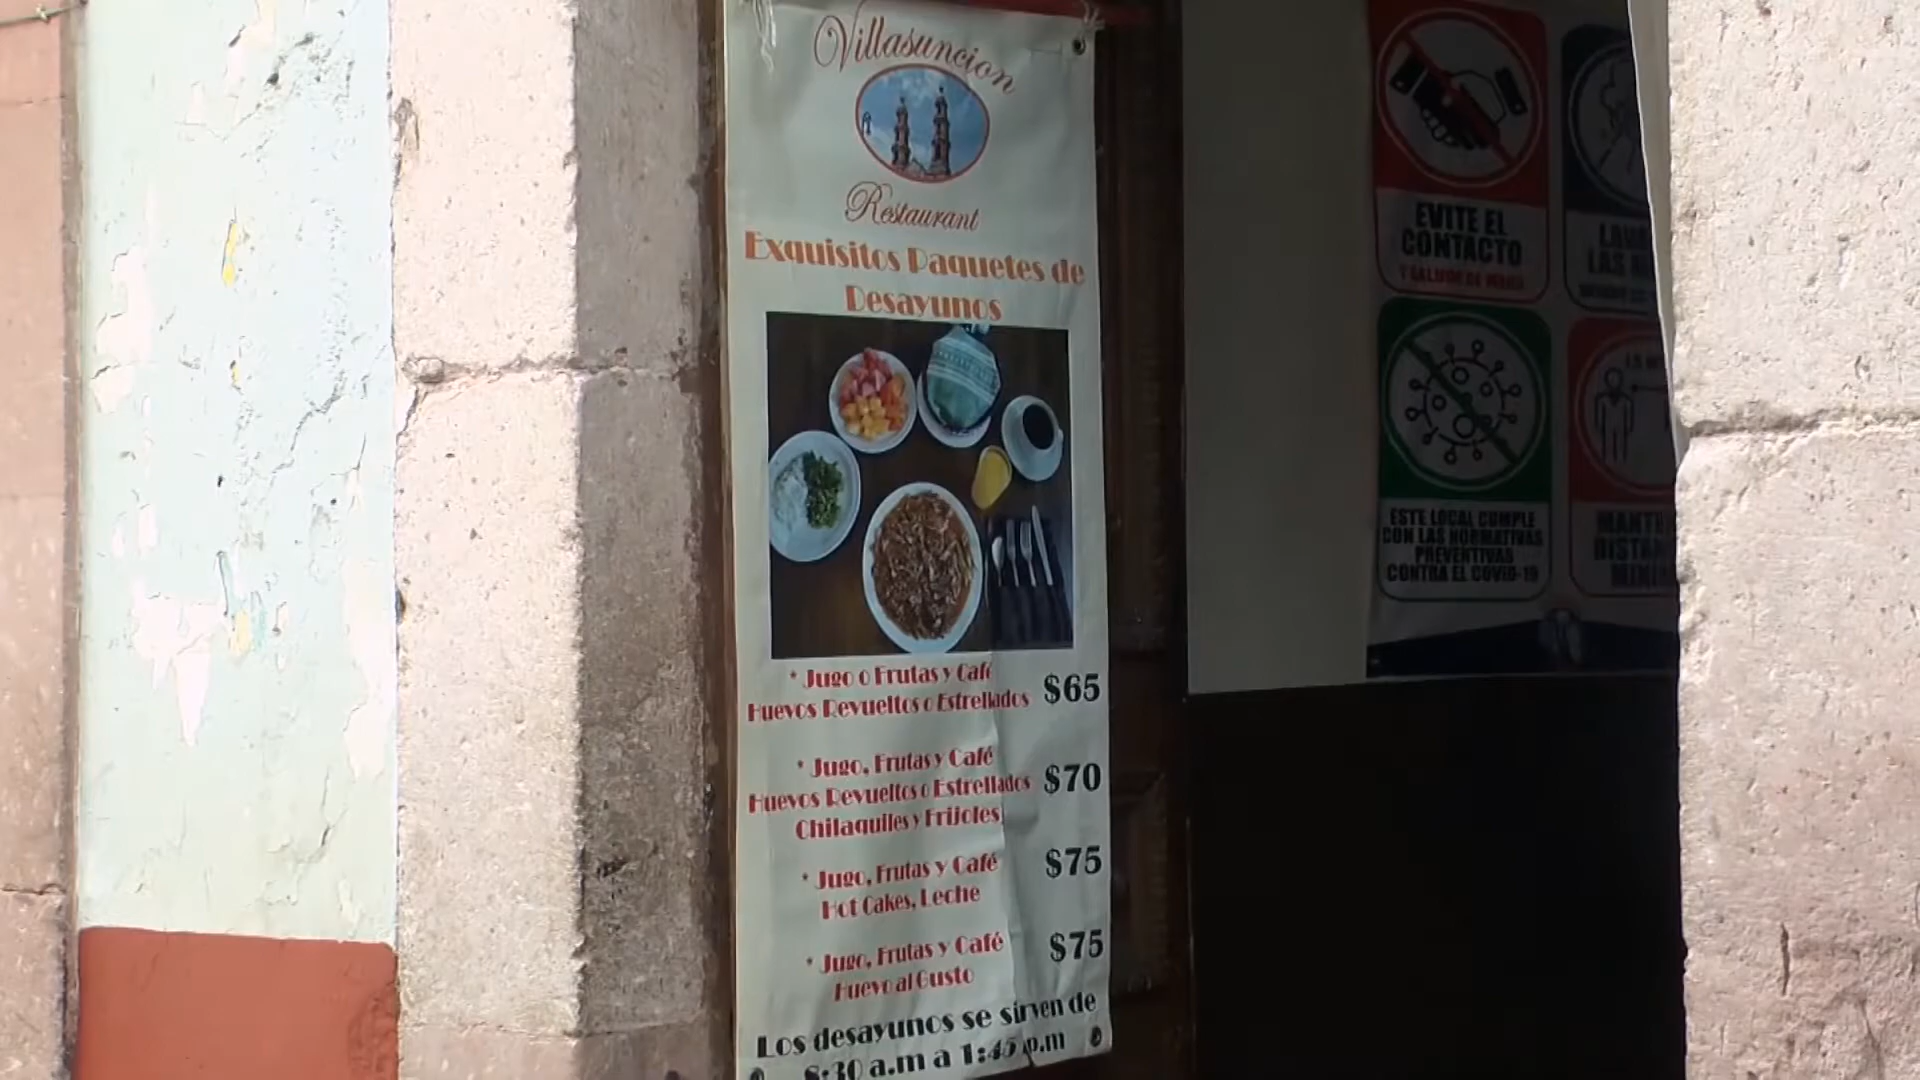 Villasuncion
Restaurant
Exquisitos Paquetes de
Desayunos
* Jugo o Frutas y Café
Huevos Revueltos o Estrellados $65
* Jugo, Frutas y Café
Huevos Revueltos o Estrellados $70
Chilaquiles y Frijoles
* Jugo, Frutas y Café $75
Hot Cakes, Leche
* Jugo, Frutas y Café $75
Huevo al Gusto
Los desayunos se sirven de
8:30 a.m a 1:45 p.m
EVITE EL
CONTACTO
LAS
ESTE LOCAL CUMPLE
CON LAS NORMATIVAS
PREVENTIVAS
CONTRA EL COVID-19